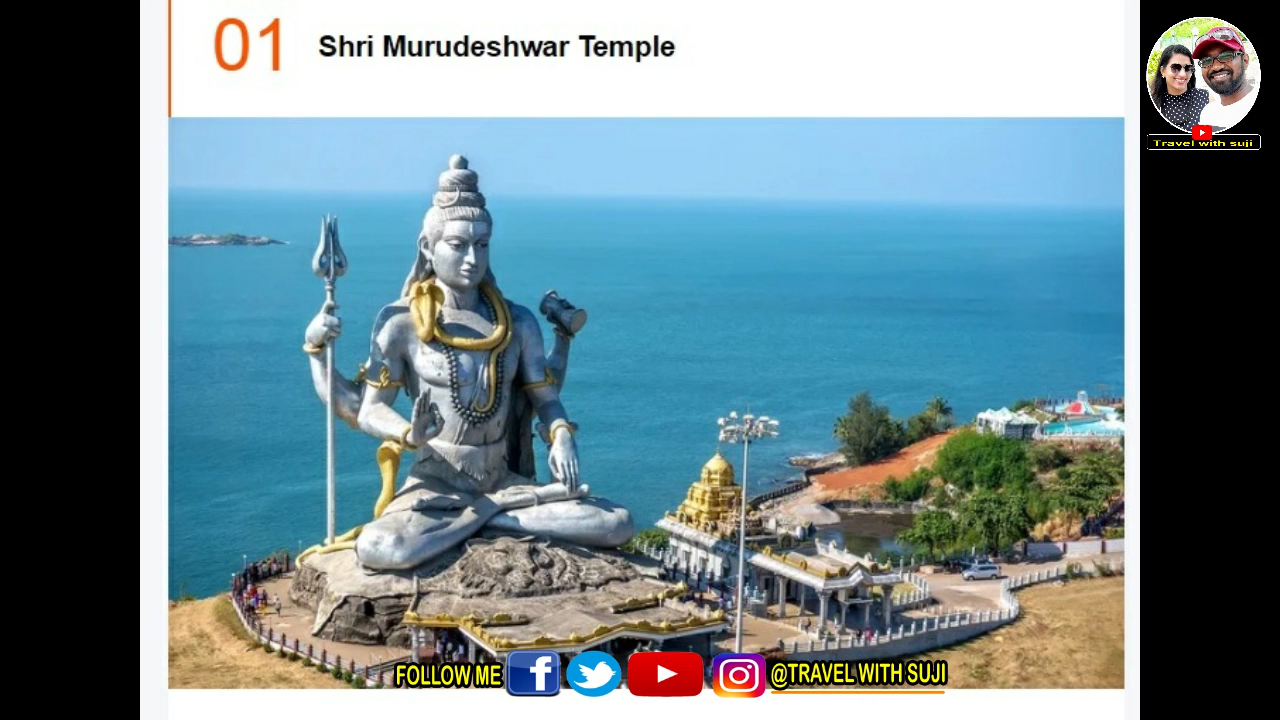 01 Shri Murudeshwar Temple
Travel with suji
FOLLOW ME @TRAVEL WITH SUJI